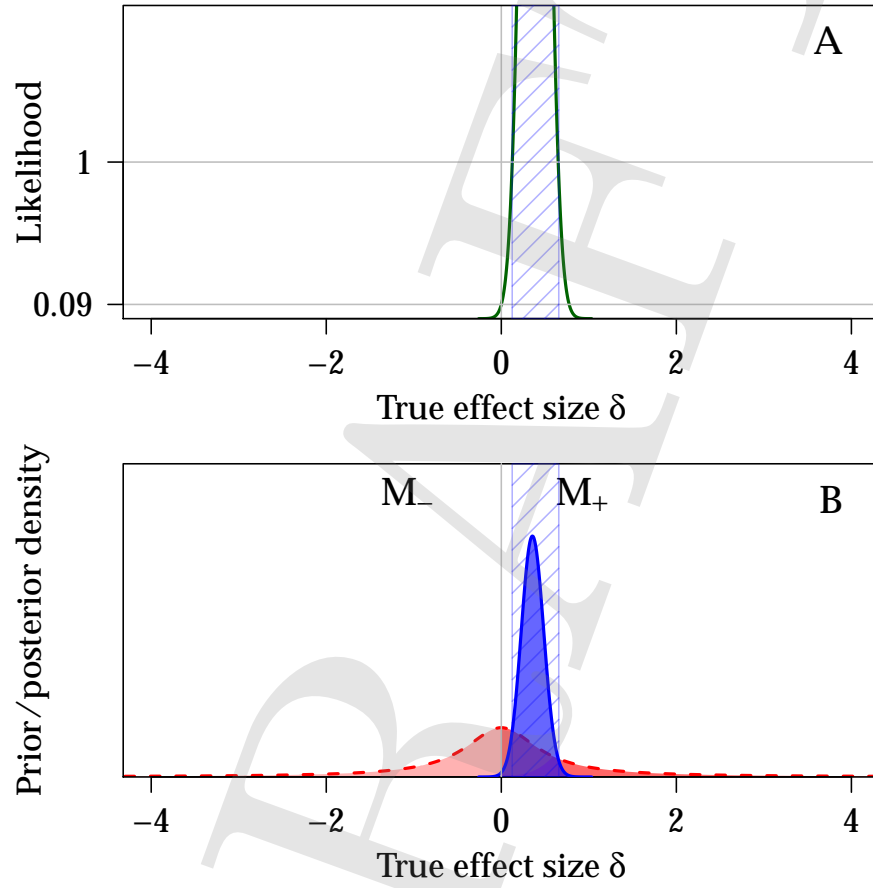 A
Likelihood
1
0.09
−4 −2 0 2 4
True effect size δ
M− M+ B
Prior/posterior density
−4 −2 0 2 4
True effect size δ
DRAFT